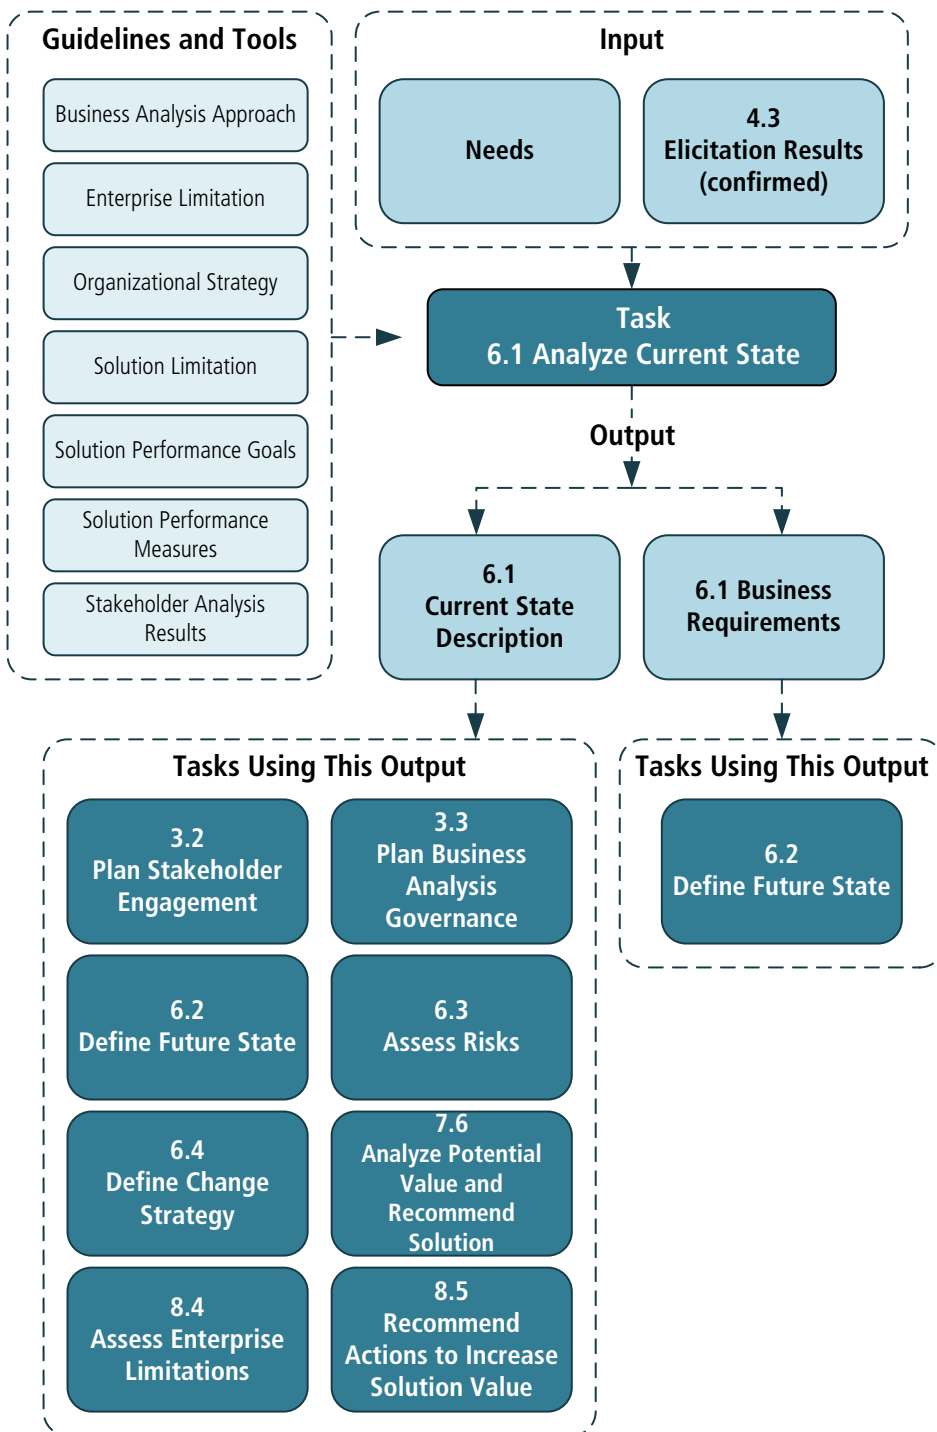 Guidelines and Tools
Business Analysis Approach
Enterprise Limitation
Organizational Strategy
Solution Limitation
Solution Performance Goals
Solution Performance
Measures
Stakeholder Analysis
Results
Input
Needs
4.3
Elicitation Results
(confirmed)
Task
6.1 Analyze Current State
Output
6.1
Current State
Description
6.1 Business
Requirements
Tasks Using This Output
3.2
Plan Stakeholder
Engagement
3.3
Plan Business
Analysis
Governance
6.2
Define Future State
6.3
Assess Risks
6.4
Define Change
Strategy
7.6
Analyze Potential
Value and
Recommend
Solution
8.4
Assess Enterprise
Limitations
8.5
Recommend
Actions to Increase
Solution Value
Tasks Using This Output
6.2
Define Future State